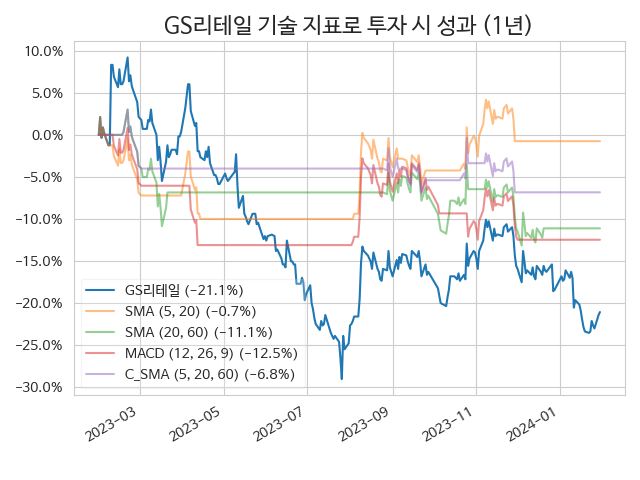 GS리테일 기술 지표로 투자 시 성과 (1년)
10.0%
5.0%
0.0%
−5.0%
−10.0%
−15.0%
−20.0%
−25.0%
−30.0%
GS리테일 (−21.1%)
SMA (5, 20) (−0.7%)
SMA (20, 60) (−11.1%)
MACD (12, 26, 9) (−12.5%)
C_SMA (5, 20, 60) (−6.8%)
2023−03
2023−05
2023−07
2023−09
2023−11
2024−01